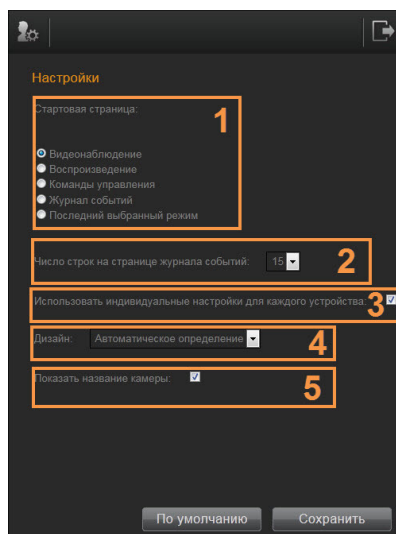 Настройки
Стартовая страница:
1
Видеонаблюдение
Воспроизведение
Команды управления
Журнал событий
Последний выбранный режим
Число строк на странице журнала событий: 15 2
Использовать индивидуальные настройки для каждого устройства: 3
Дизайн: Автоматическое определение 4
Показать название камеры: 5
По умолчанию Сохранить